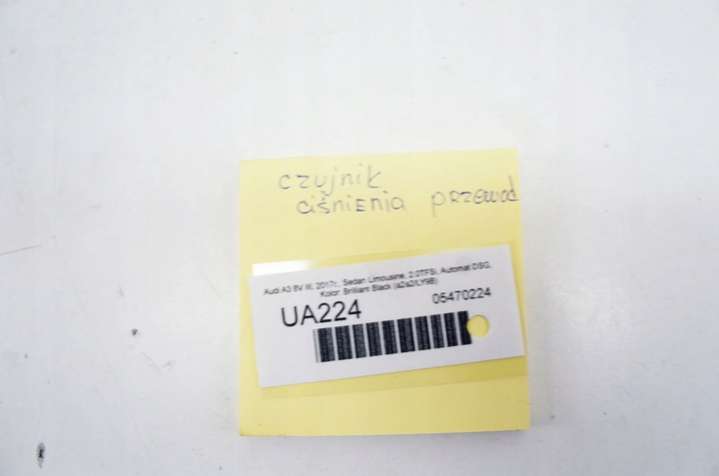 czujnik
ciśnienia przewod
Audi A3 8V III, 2017r., Sedan Limousine, 2.0TFSi, Automat DSG,
Kolor: Brilliant Black (a2a2/LY9B)
UA224
05470224